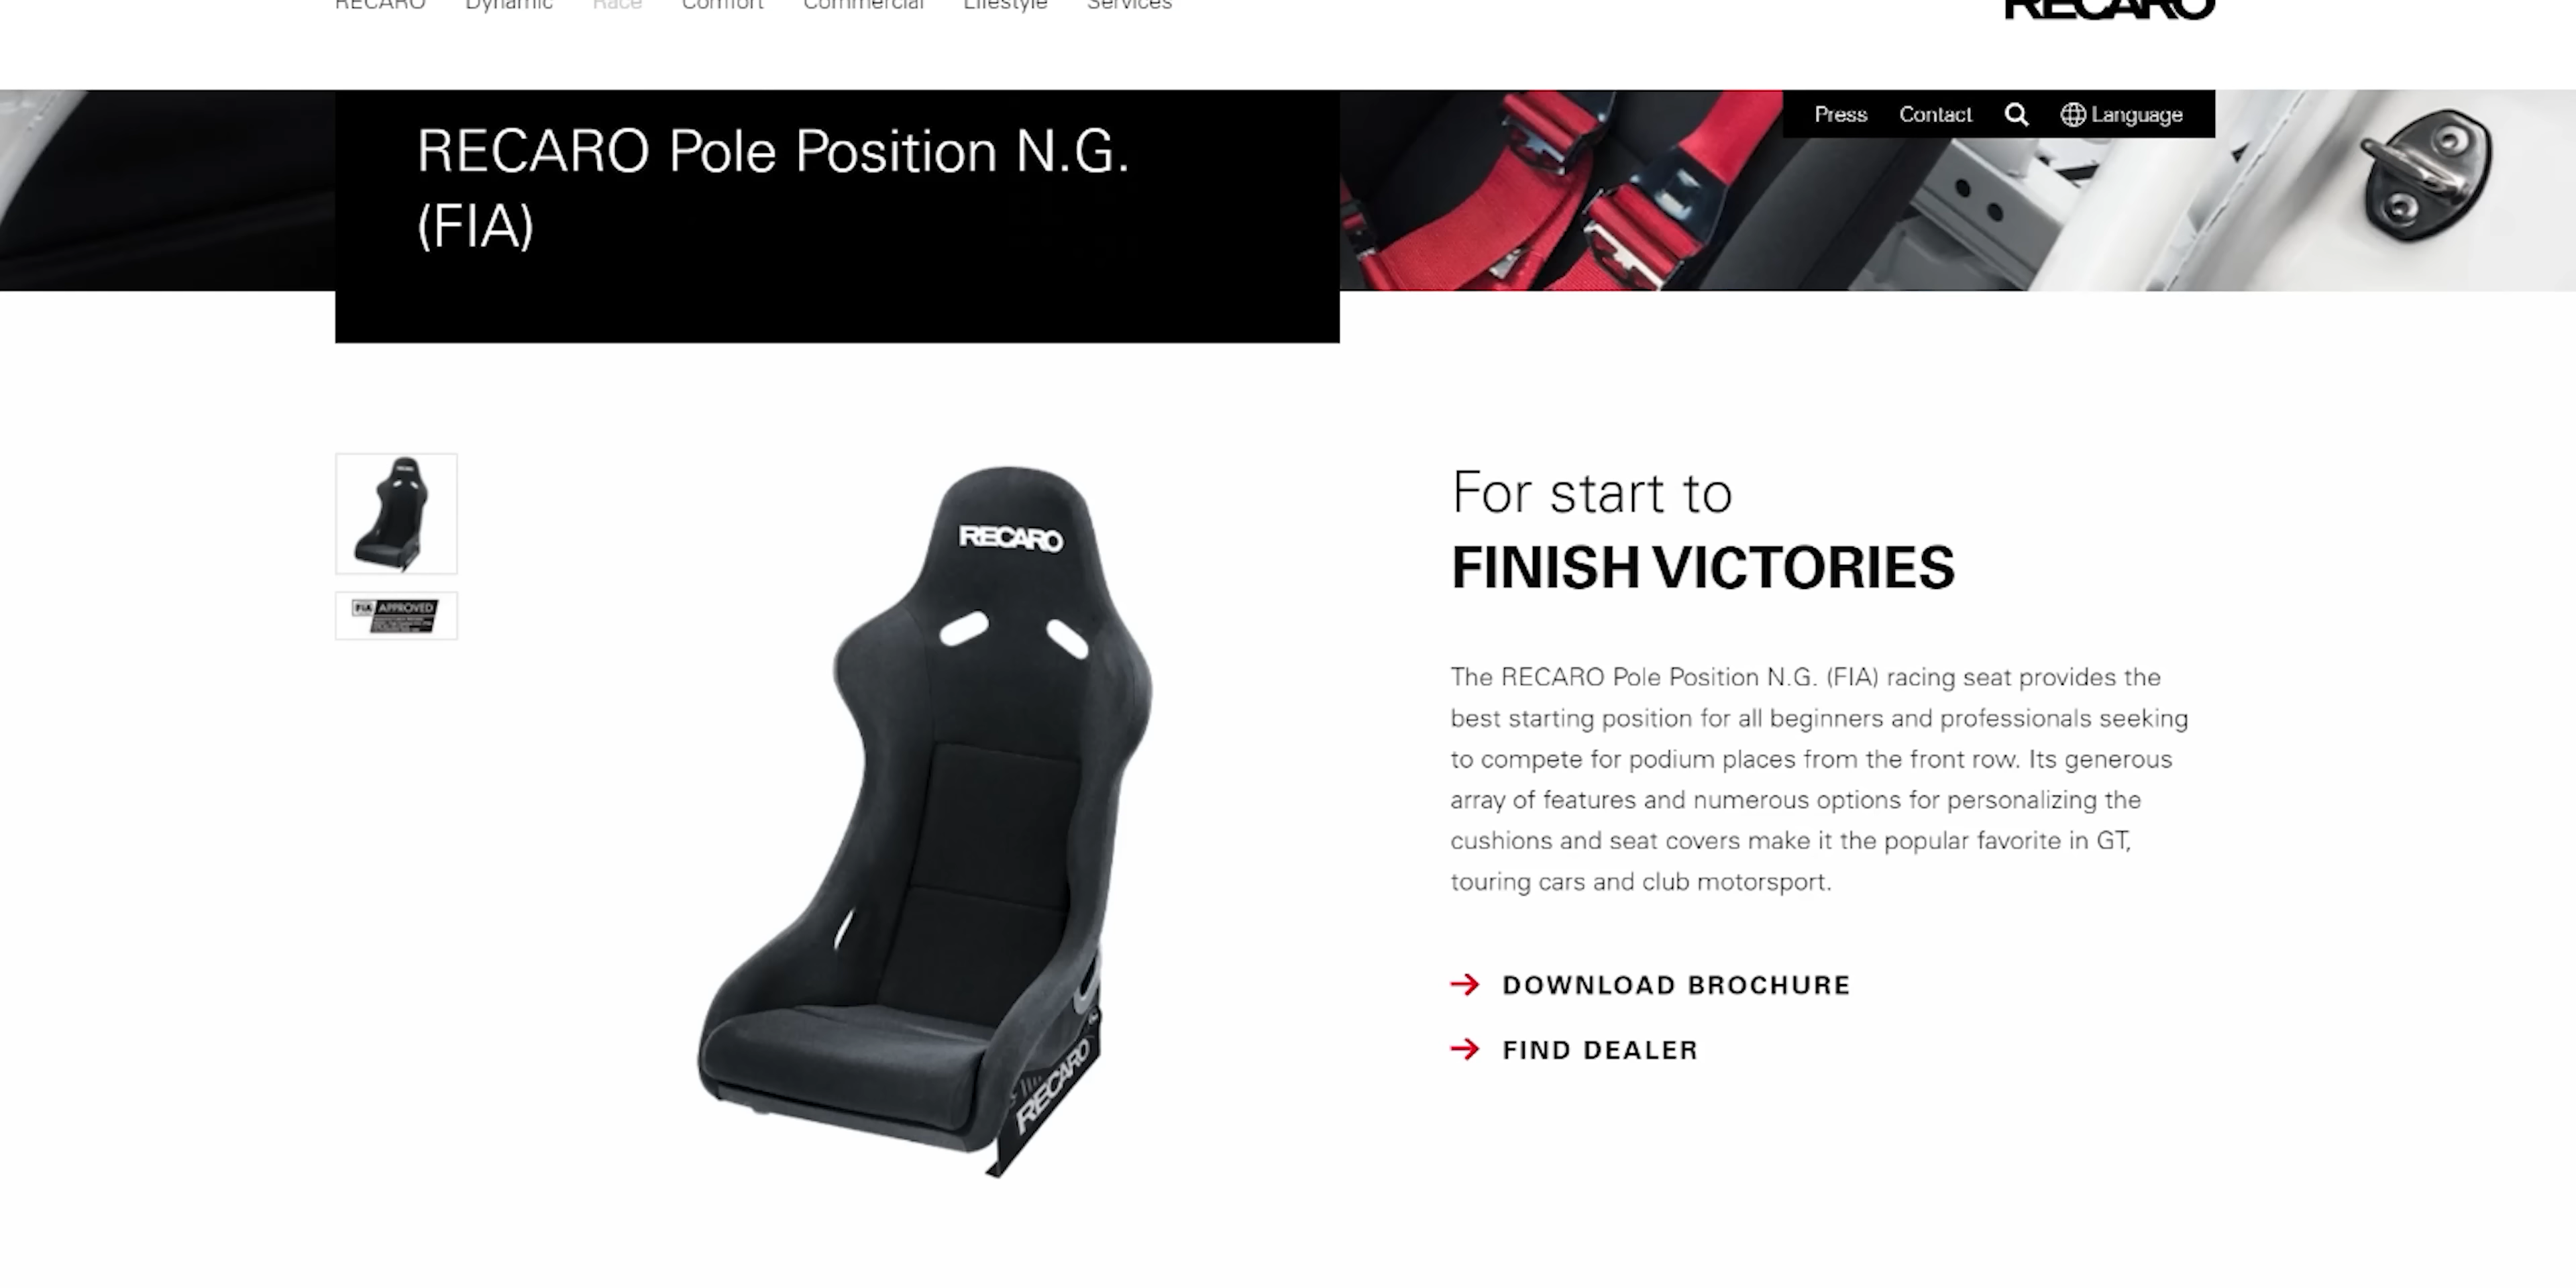 RECARO Dynamic Race Comfort Commercial Lifestyle Services
RECARO
Press Contact Language
RECARO Pole Position N.G.
(FIA)
RECARO
FIA APPROVED
RECARO
RECARO
For start to
FINISH VICTORIES
The RECARO Pole Position N.G. (FIA) racing seat provides the
best starting position for all beginners and professionals seeking
to compete for podium places from the front row. Its generous
array of features and numerous options for personalizing the
cushions and seat covers make it the popular favorite in GT,
touring cars and club motorsport.
DOWNLOAD BROCHURE
FIND DEALER